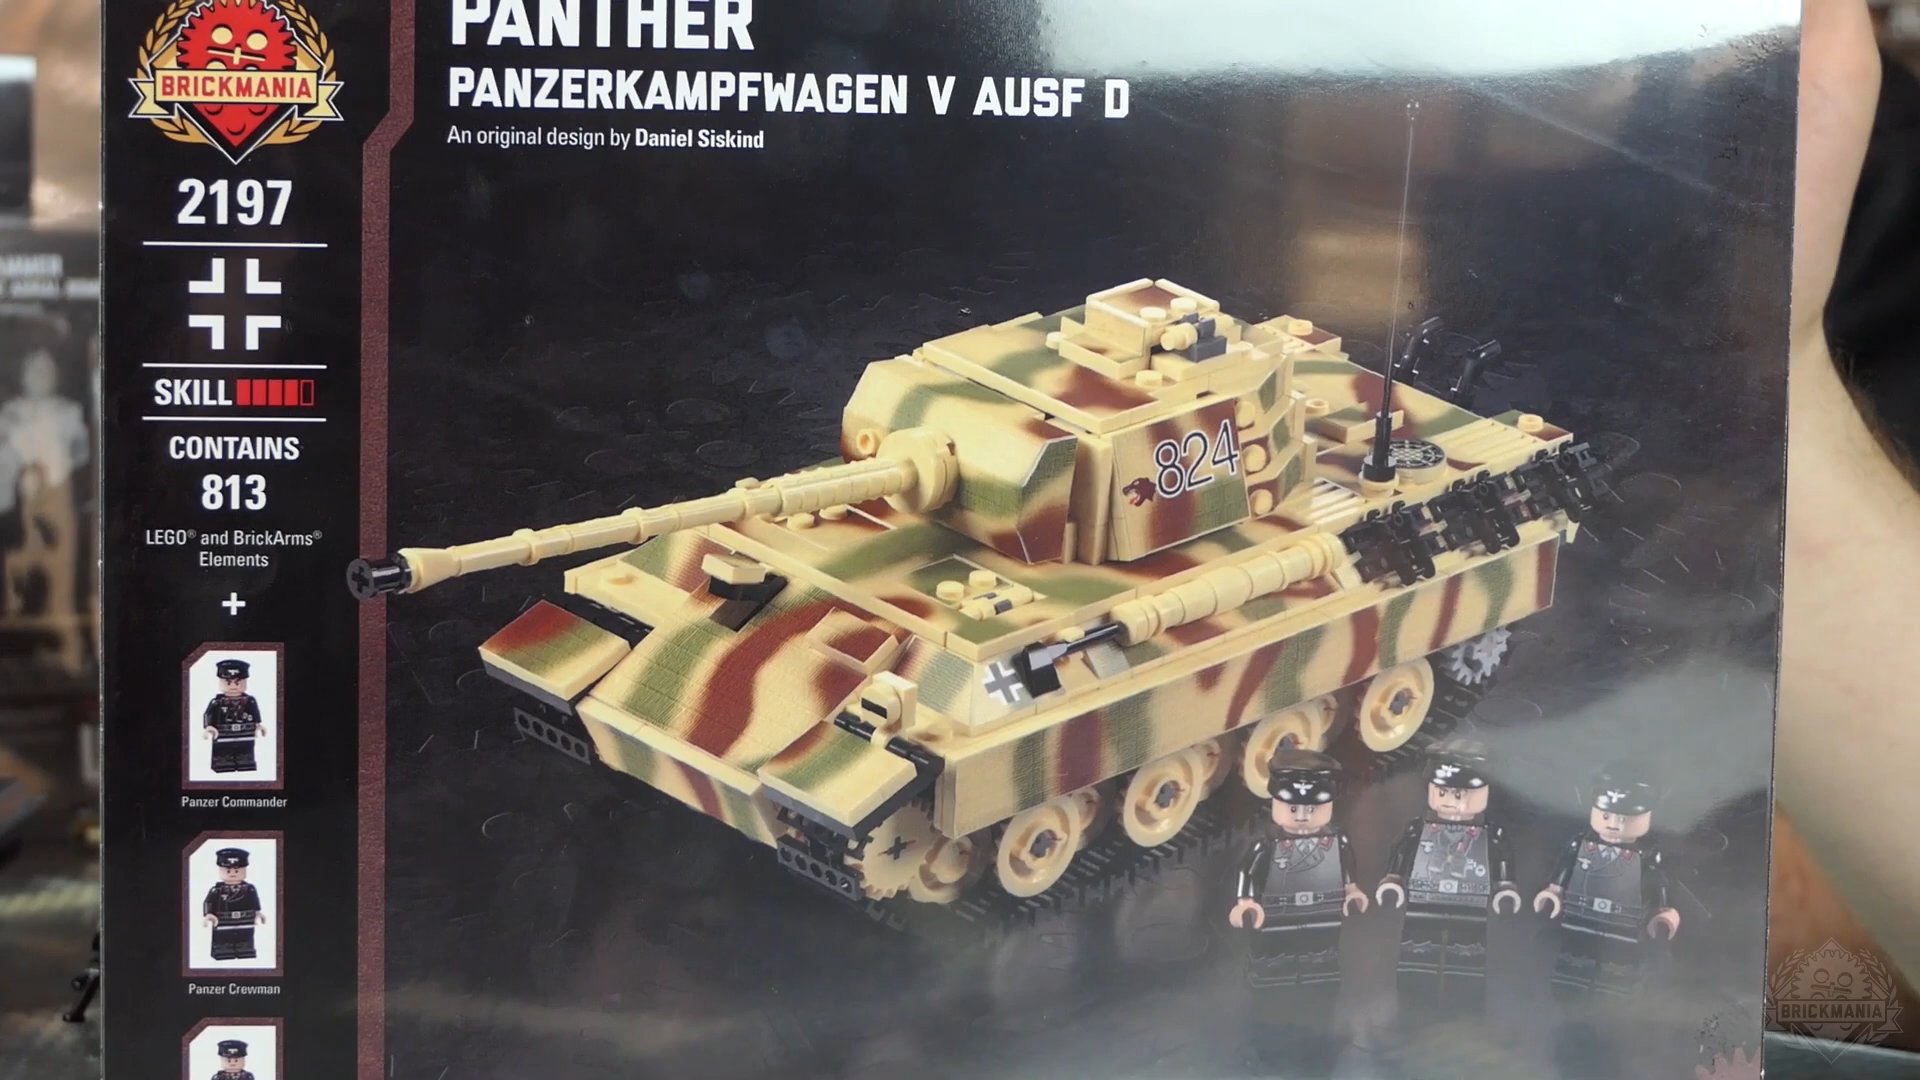 PANTHER
PANZERKAMPFWAGEN V AUSF D
An original design by Daniel Siskind
BRICKMANIA
2197
SKILL
CONTAINS
813
LEGO® and BrickArms®
Elements
+
Panzer Commander
Panzer Crewman
824
BRICKMANIA